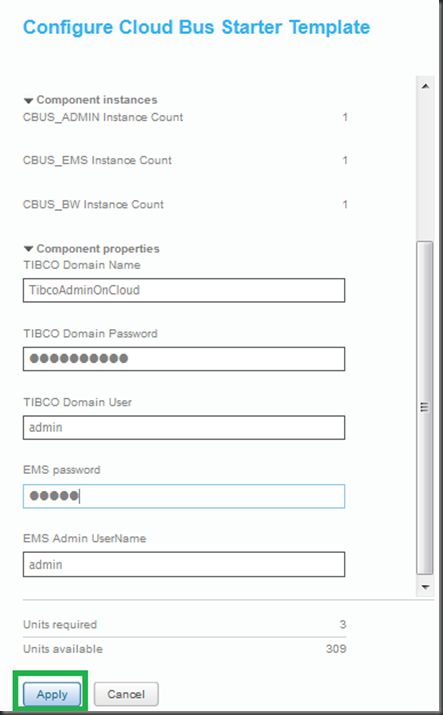 Configure Cloud Bus Starter Template
Component instances
CBUS_ADMIN Instance Count 1
CBUS_EMS Instance Count 1
CBUS_BW Instance Count 1
Component properties
TIBCO Domain Name
TibcoAdminOnCloud
TIBCO Domain Password
●●●●●●●●●●
TIBCO Domain User
admin
EMS password
●●●●●
EMS Admin UserName
admin
Units required 3
Units available 309
Apply Cancel